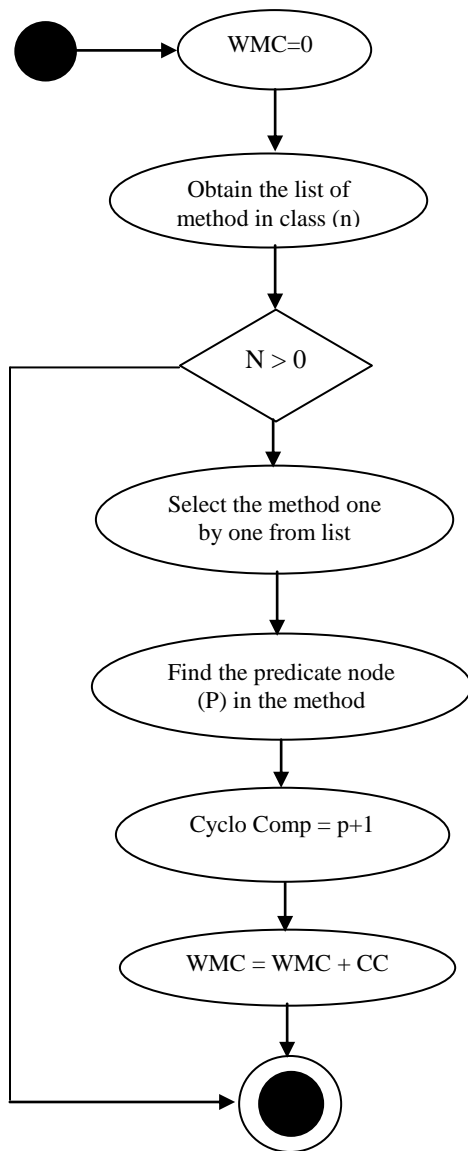 WMC=0
Obtain the list of
method in class (n)
N > 0
Select the method one
by one from list
Find the predicate node
(P) in the method
Cyclo Comp = p+1
WMC = WMC + CC